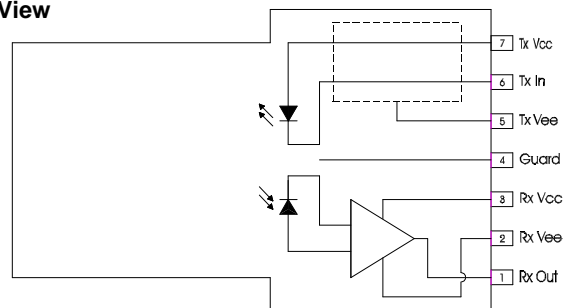 View
7 Tx Vcc
6 Tx In
5 Tx Vee
4 Guard
3 Rx Vcc
2 Rx Vee
1 Rx Out